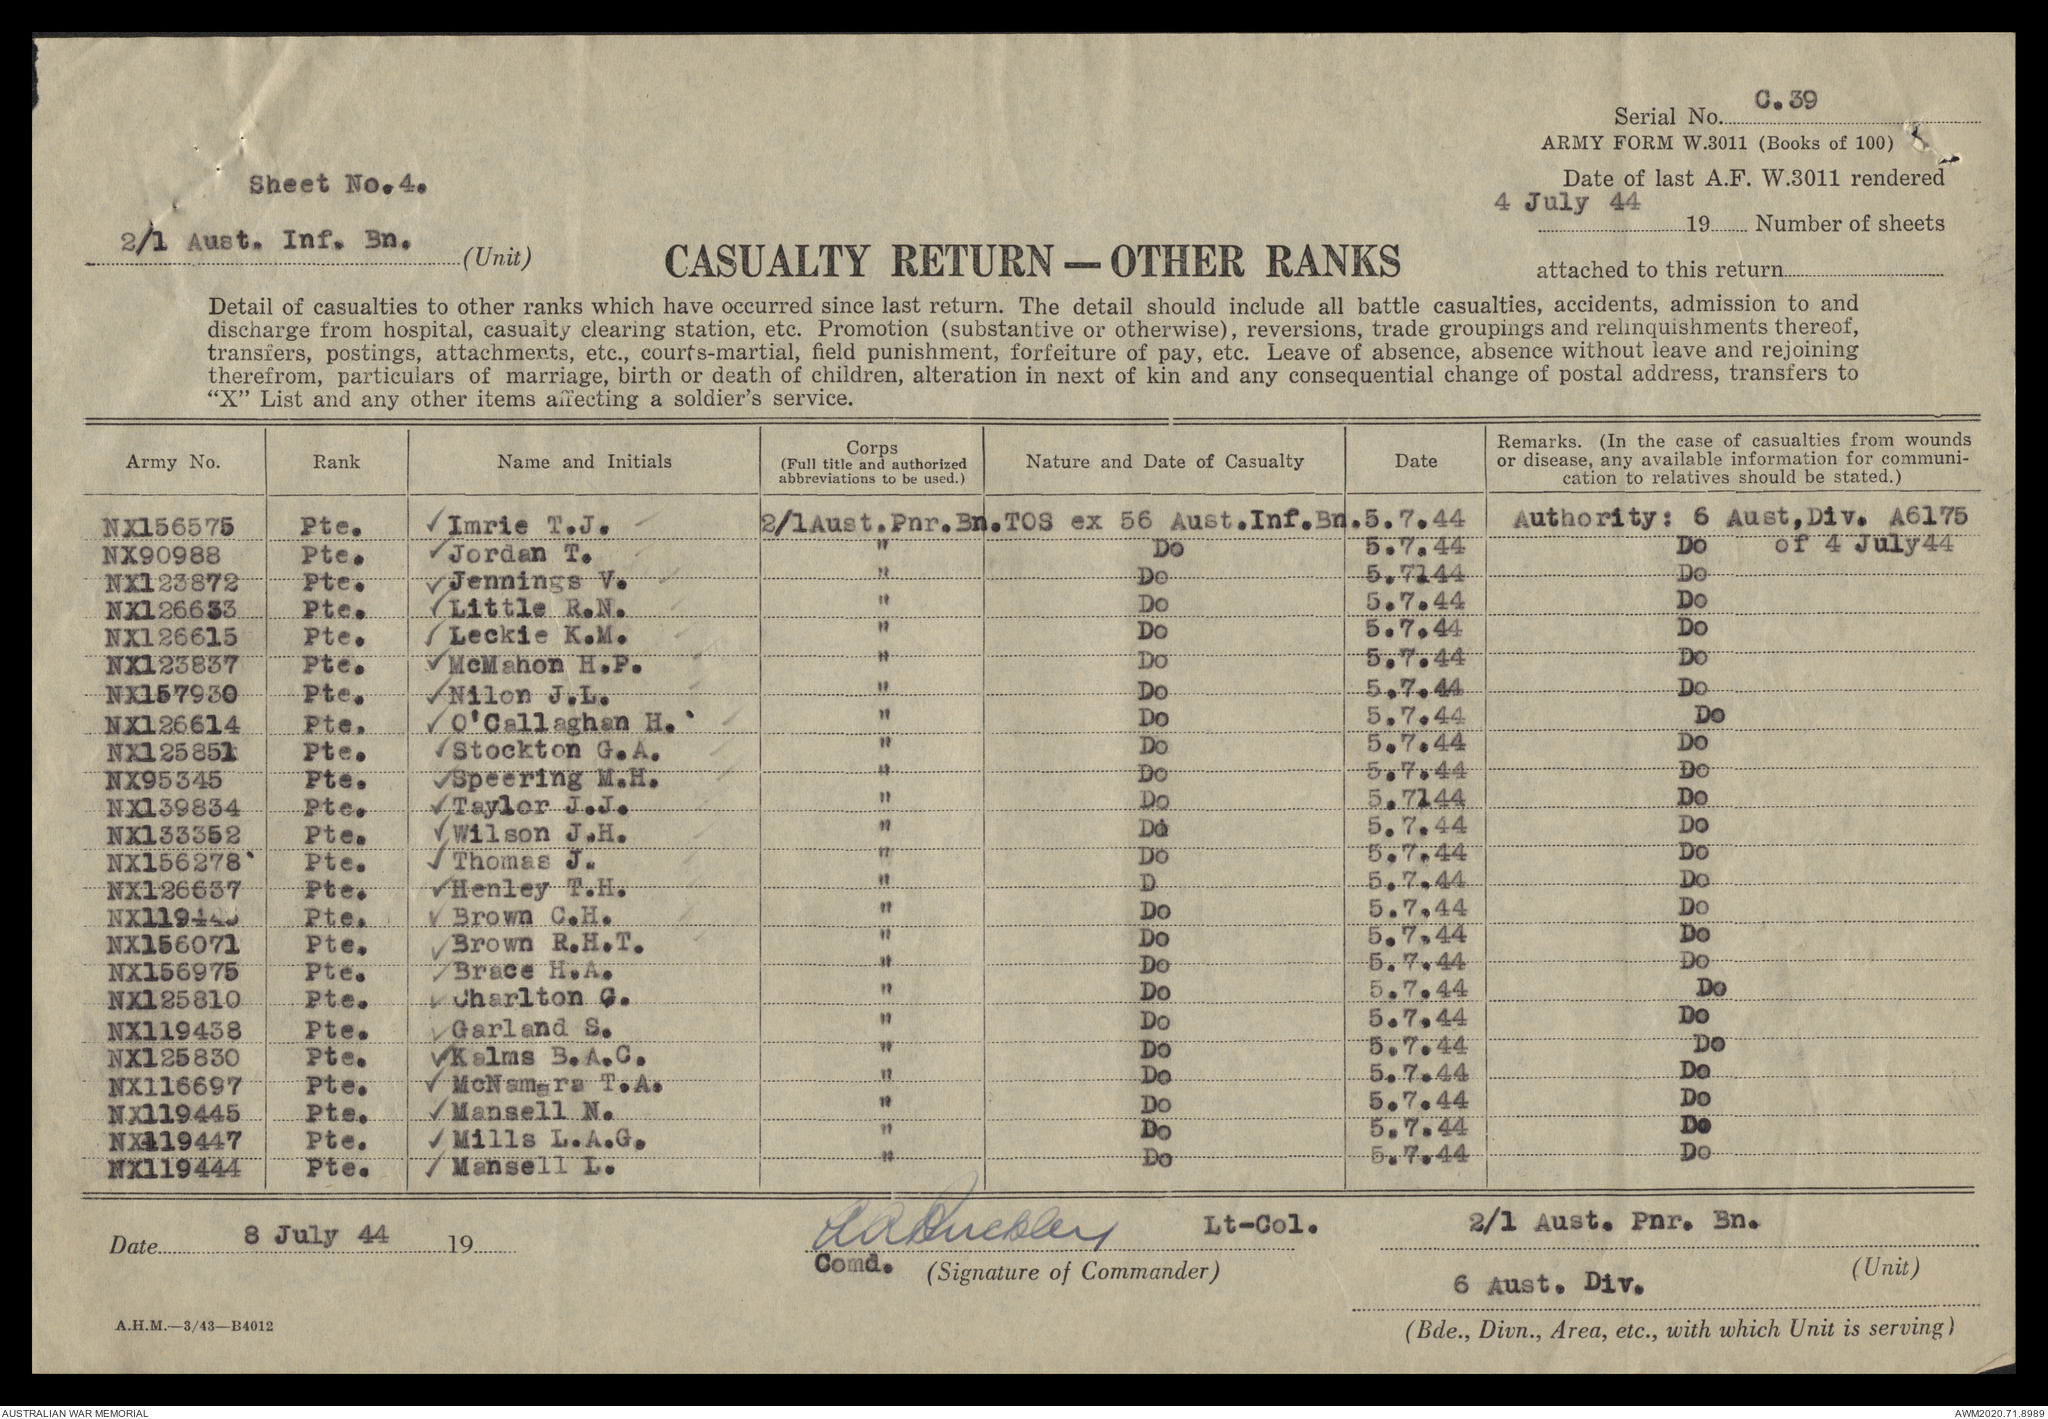 C.39
Serial No.
ARMY FORM W.3011 (Books of 100)
Sheet No.4.
Date of last A.F. W.3011 rendered
4 July 44
19 Number of sheets
2/1 Aust. Inf. Bn.
(Unit)
CASUALTY RETURN — OTHER RANKS
attached to this return
Detail of casualties to other ranks which have occurred since last return. The detail should include all battle casualties, accidents, admission to and
discharge from hospital, casualty clearing station, etc. Promotion (substantive or otherwise), reversions, trade groupings and relinquishments thereof,
transfers, postings, attachments, etc., courts-martial, field punishment, forfeiture of pay, etc. Leave of absence, absence without leave and rejoining
therefrom, particulars of marriage, birth or death of children, alteration in next of kin and any consequential change of postal address, transfers to
“X” List and any other items affecting a soldier’s service.
Army No. Rank Name and Initials Corps (Full title and authorized abbreviations to be used.) Nature and Date of Casualty Date Remarks. (In the case of casualties from wounds or disease, any available information for communi-cation to relatives should be stated.)
NX156575 Pte. ✓ Imrie T.J. 2/1Aust.Pnr.Bn. TOS ex 56 Aust.Inf.Bn. 5.7.44 Authority: 6 Aust,Div. A6175
NX90988 Pte. ✓ Jordan T. " Do 5.7.44 Do of 4 July44
NX123872 Pte. ✓ Jennings V. " Do 5.7144 Do
NX126633 Pte. ✓ Little R.N. " Do 5.7.44 Do
NX126615 Pte. ✓ Leckie K.M. " Do 5.7.44 Do
NX123837 Pte. ✓ McMahon H.P. " Do 5.7.44 Do
NX157930 Pte. ✓ Nilon J.L. " Do 5.7.44 Do
NX126614 Pte. ✓ O'Callaghan H. " Do 5.7.44 Do
NX125851 Pte. ✓ Stockton G.A. " Do 5.7.44 Do
NX95345 Pte. ✓ Speering M.H. " Do 5.7.44 Do
NX139834 Pte. ✓ Taylor J.J. " Do 5.7144 Do
NX133352 Pte. ✓ Wilson J.H. " Do 5.7.44 Do
NX156278 Pte. ✓ Thomas J. " Do 5.7.44 Do
NX126637 Pte. ✓ Henley T.H. " D 5.7.44 Do
Pte. ✓ Brown C.H. " Do 5.7.44 Do
NX156071 Pte. ✓ Brown R.H.T. " Do 5.7.44 Do
NX156975 Pte. ✓ Brace H.A. " Do 5.7.44 Do
NX125810 Pte. ✓ Charlton G. " Do 5.7.44 Do
NX119438 Pte. ✓ Garland S. " Do 5.7.44 Do
NX125830 Pte. ✓ Kalms B.A.C. " Do 5.7.44 Do
NX116697 Pte. ✓ McNamara T.A. " Do 5.7.44 Do
NX119445 Pte. ✓ Mansell N. " Do 5.7.44 Do
NX119447 Pte. ✓ Mills L.A.G. " Do 5.7.44 Do
NX119444 Pte. ✓ Mansell L. " Do 5.7.44 Do
Date 8 July 44 19
Lt-Col.
2/1 Aust. Pnr. Bn.
Comd. (Signature of Commander)
(Unit)
6 Aust. Div.
A.H.M.—3/43—B4012
(Bde., Divn., Area, etc., with which Unit is serving)
AUSTRALIAN WAR MEMORIAL
AWM2020.71.8989